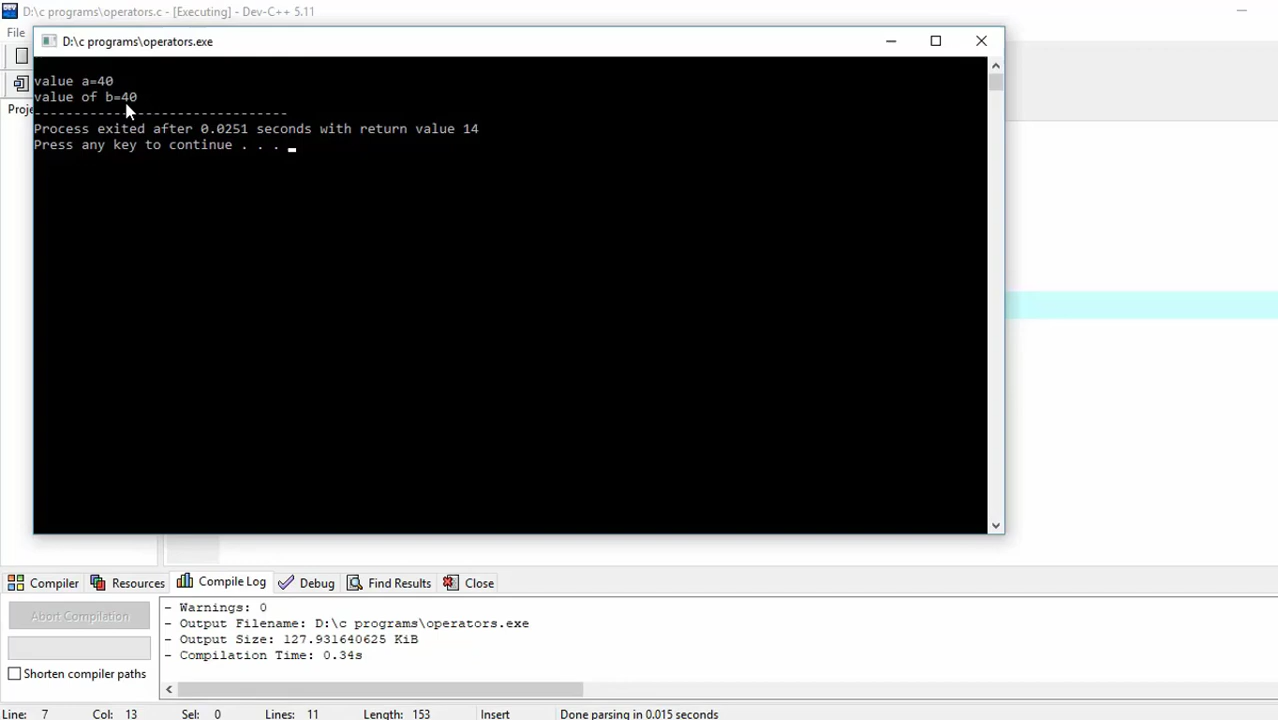 D:\c programs\operators.c - [Executing] - Dev-C++ 5.11
File
D:\c programs\operators.exe
value a=40
value of b=40
--------------------------------
Process exited after 0.0251 seconds with return value 14
Press any key to continue . . .
Compiler Resources Compile Log Debug Find Results Close
Abort Compilation
Shorten compiler paths
- Warnings: 0
- Output Filename: D:\c programs\operators.exe
- Output Size: 127.931640625 KiB
- Compilation Time: 0.34s
Line: 7 Col: 13 Sel: 0 Lines: 11 Length: 153 Insert Done parsing in 0.015 seconds